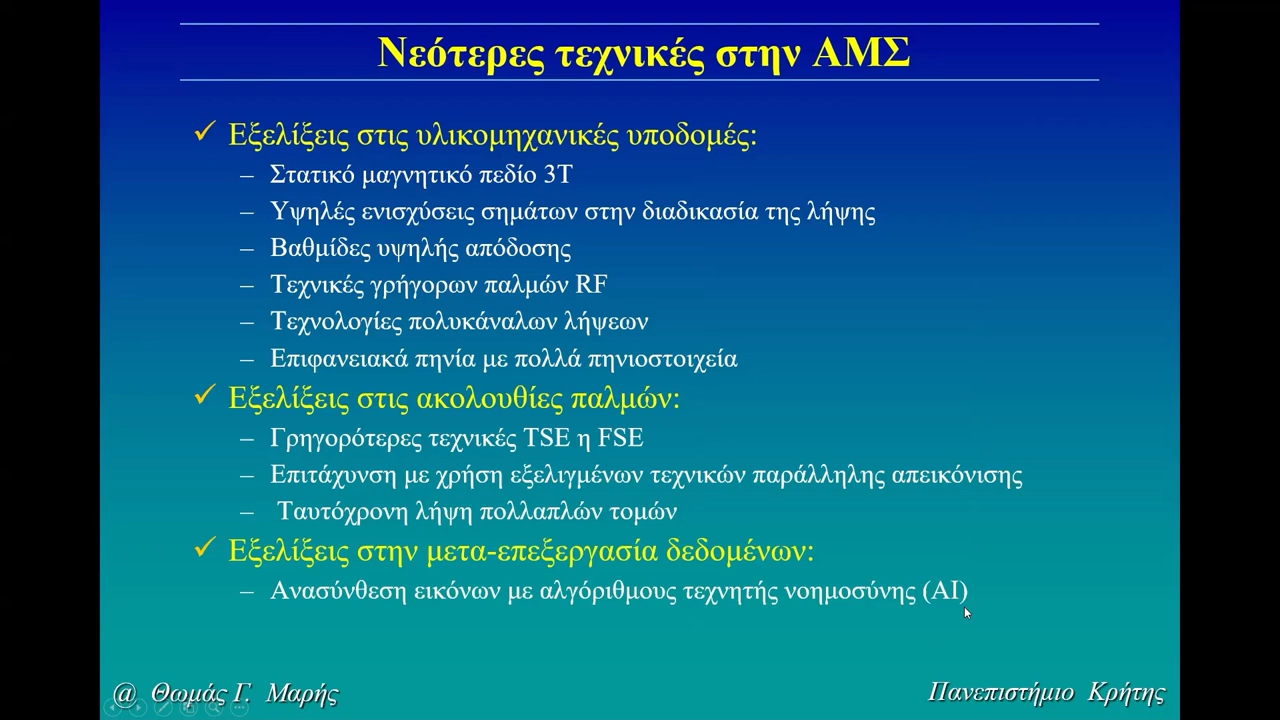 Νεότερες τεχνικές στην ΑΜΣ
✓ Εξελίξεις στις υλικομηχανικές υποδομές:
– Στατικό μαγνητικό πεδίο 3Τ
– Υψηλές ενισχύσεις σημάτων στην διαδικασία της λήψης
– Βαθμίδες υψηλής απόδοσης
– Τεχνικές γρήγορων παλμών RF
– Τεχνολογίες πολυκάναλων λήψεων
– Επιφανειακά πηνία με πολλά πηνιοστοιχεία
✓ Εξελίξεις στις ακολουθίες παλμών:
– Γρηγορότερες τεχνικές TSE η FSE
– Επιτάχυνση με χρήση εξελιγμένων τεχνικών παράλληλης απεικόνισης
– Ταυτόχρονη λήψη πολλαπλών τομών
✓ Εξελίξεις στην μετα-επεξεργασία δεδομένων:
– Ανασύνθεση εικόνων με αλγόριθμους τεχνητής νοημοσύνης (AI)
@ Θωμάς Γ. Μαρής
Πανεπιστήμιο Κρήτης